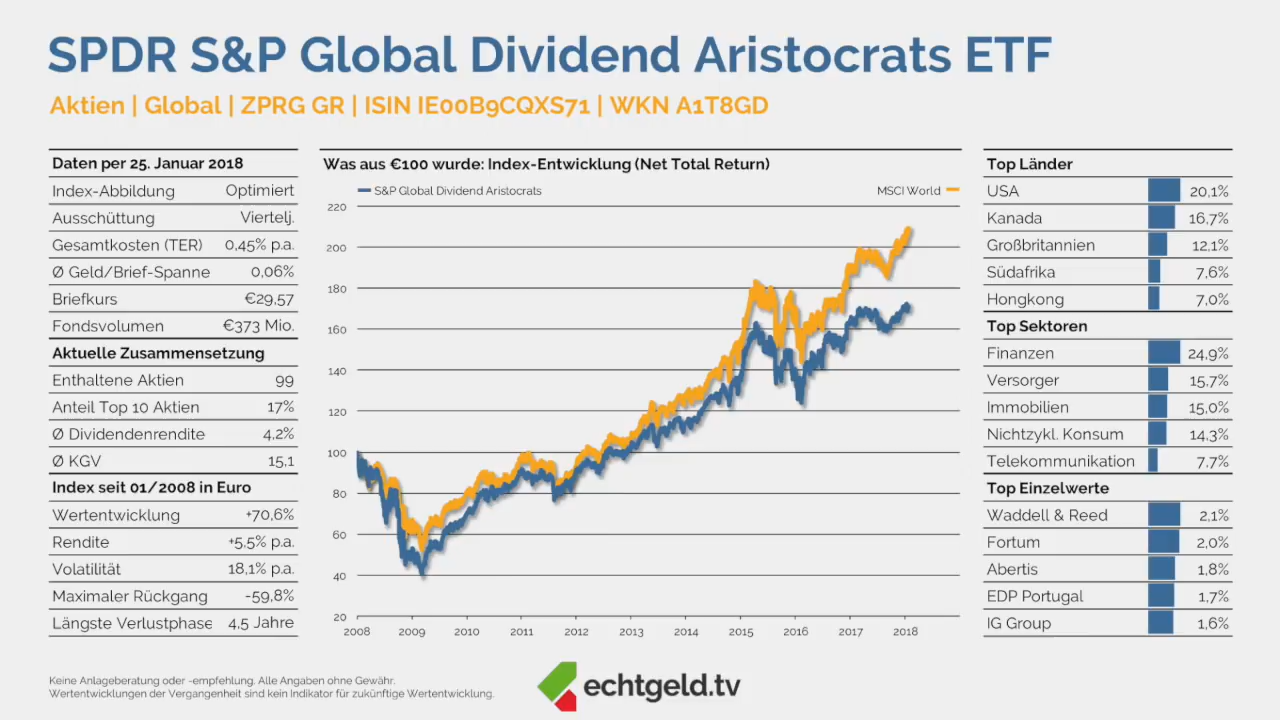 SPDR S&P Global Dividend Aristocrats ETF
Aktien | Global | ZPRG GR | ISIN IE00B9CQXS71 | WKN A1T8GD
Daten per 25. Januar 2018
Index-Abbildung Optimiert
Ausschüttung Viertelj.
Gesamtkosten (TER) 0,45% p.a.
Ø Geld/Brief-Spanne 0,06%
Briefkurs €29,57
Fondsvolumen €373 Mio.
Aktuelle Zusammensetzung
Enthaltene Aktien 99
Anteil Top 10 Aktien 17%
Ø Dividendenrendite 4,2%
Ø KGV 15,1
Index seit 01/2008 in Euro
Wertentwicklung +70,6%
Rendite +5,5% p.a.
Volatilität 18,1% p.a.
Maximaler Rückgang -59,8%
Längste Verlustphase 4,5 Jahre
Was aus €100 wurde: Index-Entwicklung (Net Total Return)
S&P Global Dividend Aristocrats MSCI World
220
200
180
160
140
120
100
80
60
40
20
2008 2009 2010 2011 2012 2013 2014 2015 2016 2017 2018
Top Länder
USA 20,1%
Kanada 16,7%
Großbritannien 12,1%
Südafrika 7,6%
Hongkong 7,0%
Top Sektoren
Finanzen 24,9%
Versorger 15,7%
Immobilien 15,0%
Nichtzykl. Konsum 14,3%
Telekommunikation 7,7%
Top Einzelwerte
Waddell & Reed 2,1%
Fortum 2,0%
Abertis 1,8%
EDP Portugal 1,7%
IG Group 1,6%
Keine Anlageberatung oder -empfehlung. Alle Angaben ohne Gewähr.
Wertentwicklungen der Vergangenheit sind kein Indikator für zukünftige Wertentwicklung.
echtgeld.tv